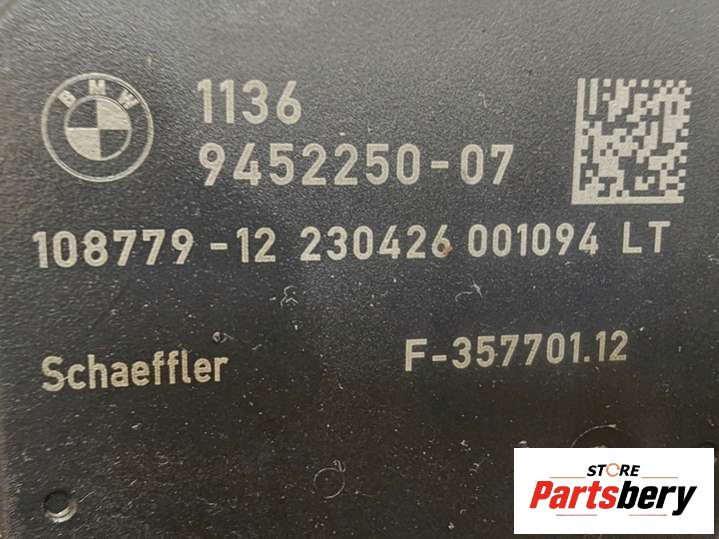 BMW
1136
9452250-07
108779-12 230426 001094 LT
Schaeffler F-357701.12
STORE
Partsbery